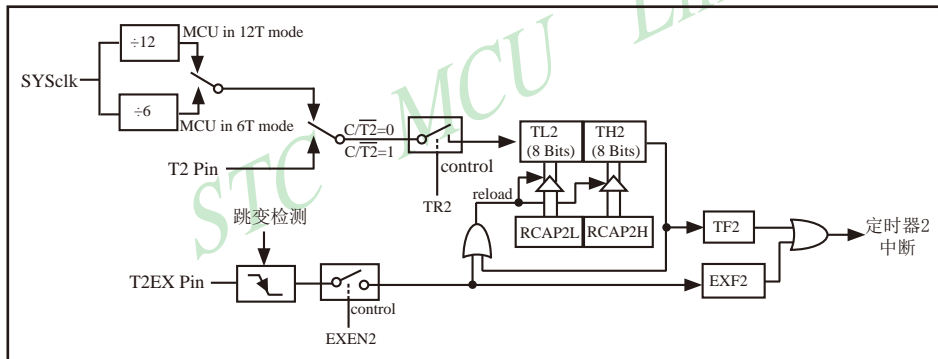 STC MCU Lim
÷12
MCU in 12T mode
SYSclk
÷6
MCU in 6T mode
T2 Pin
C/T2=0
C/T2=1
control
TR2
TL2
(8 Bits)
TH2
(8 Bits)
reload
RCAP2L
RCAP2H
跳变检测
T2EX Pin
control
EXEN2
TF2
EXF2
定时器2
中断